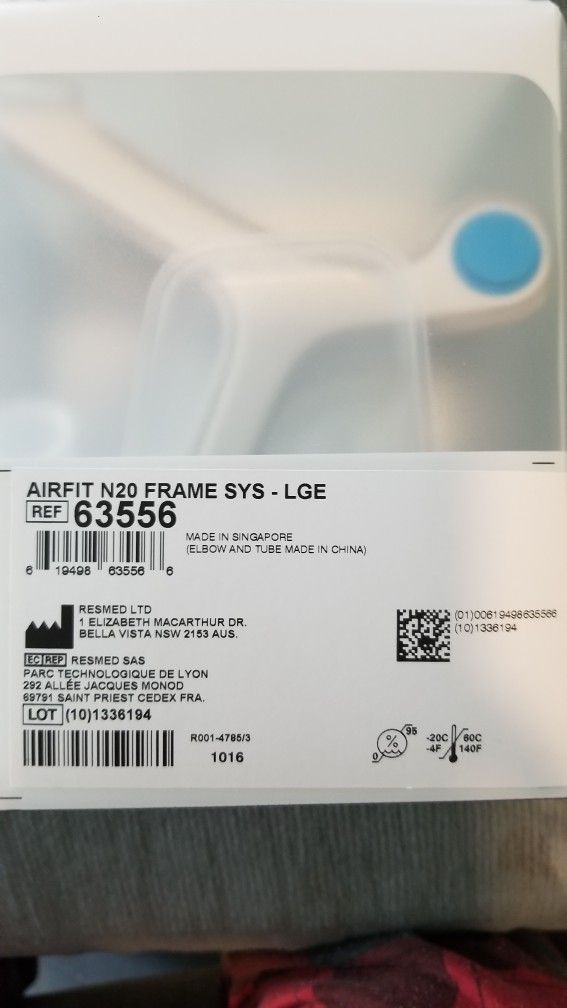 AIRFIT N20 FRAME SYS - LGE
REF 63556
MADE IN SINGAPORE
(ELBOW AND TUBE MADE IN CHINA)
6 19498 63556 6
RESMED LTD
1 ELIZABETH MACARTHUR DR.
BELLA VISTA NSW 2153 AUS.
(01)00619498635566
(10)1336194
EC REP RESMED SAS
PARC TECHNOLOGIQUE DE LYON
292 ALLÉE JACQUES MONOD
69791 SAINT PRIEST CEDEX FRA.
LOT (10)1336194
R001-4785/3
1016
0 % 95
-20C 60C
-4F 140F